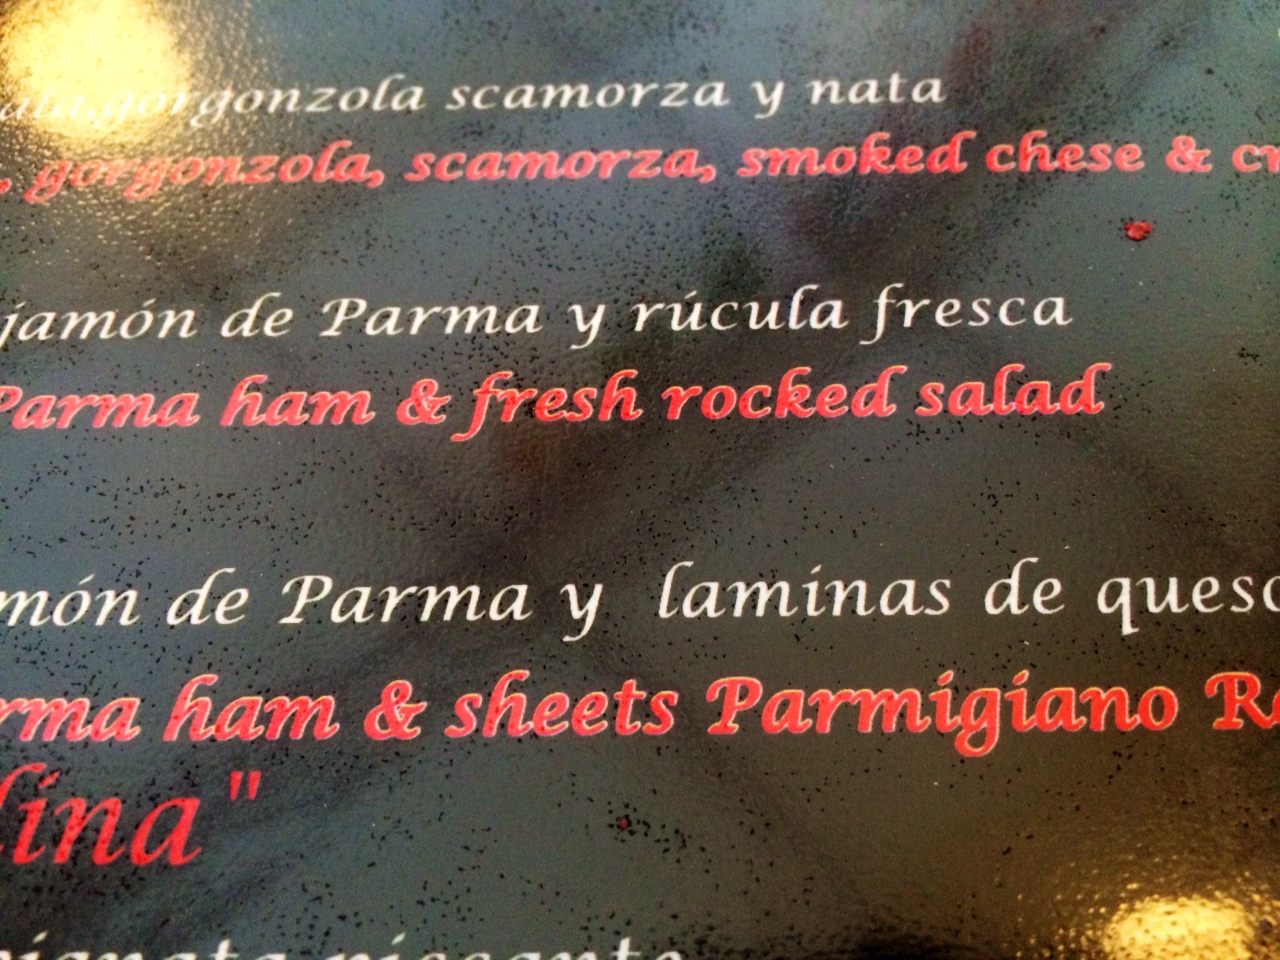 gorgonzola scamorza y nata
, gorgonzola, scamorza, smoked chese &
jamón de Parma y rúcula fresca
Parma ham & fresh rocked salad
món de Parma y laminas de queso
rma ham & sheets Parmigiano R
lina"
piccante